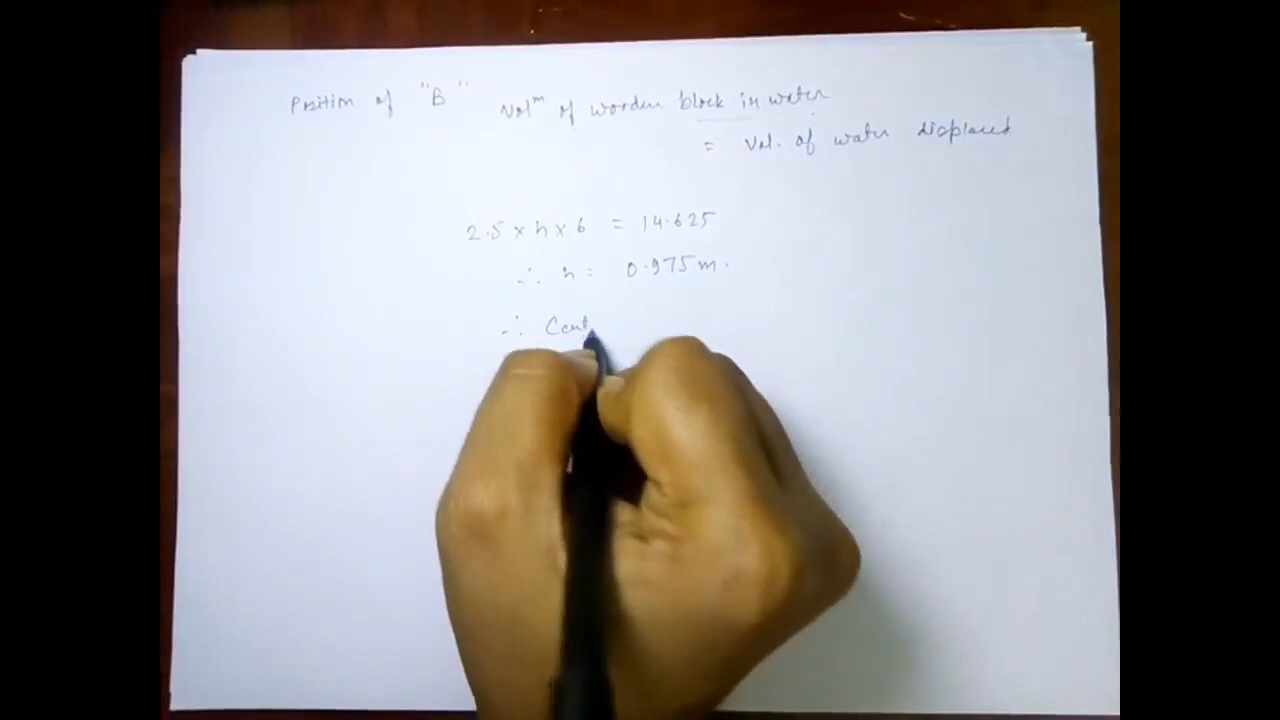 Position of "B" Volm of wooden block in water
= Vol. of water displaced
2.5 × h × 6 = 14.625
∴ h = 0.975 m.
∴ Cent